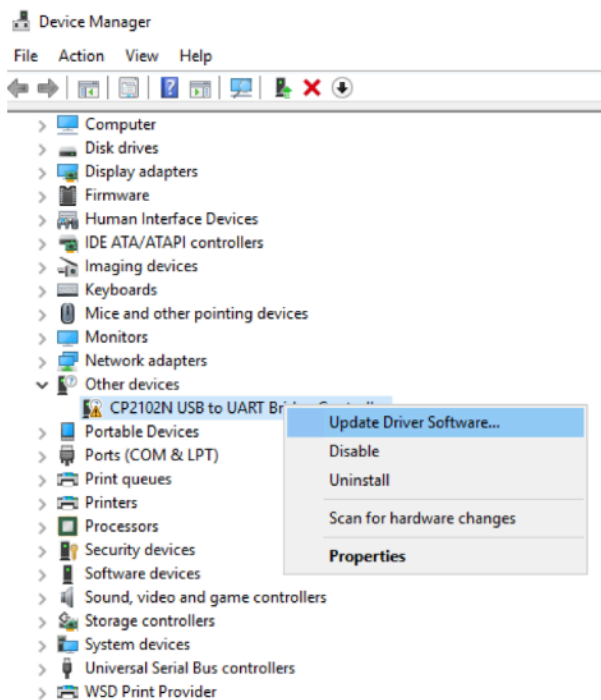 Device Manager
File Action View Help
Computer
Disk drives
Display adapters
Firmware
Human Interface Devices
IDE ATA/ATAPI controllers
Imaging devices
Keyboards
Mice and other pointing devices
Monitors
Network adapters
Other devices
CP2102N USB to UART
Portable Devices
Ports (COM & LPT)
Print queues
Printers
Processors
Security devices
Software devices
Sound, video and game controllers
Storage controllers
System devices
Universal Serial Bus controllers
WSD Print Provider
Update Driver Software...
Disable
Uninstall
Scan for hardware changes
Properties